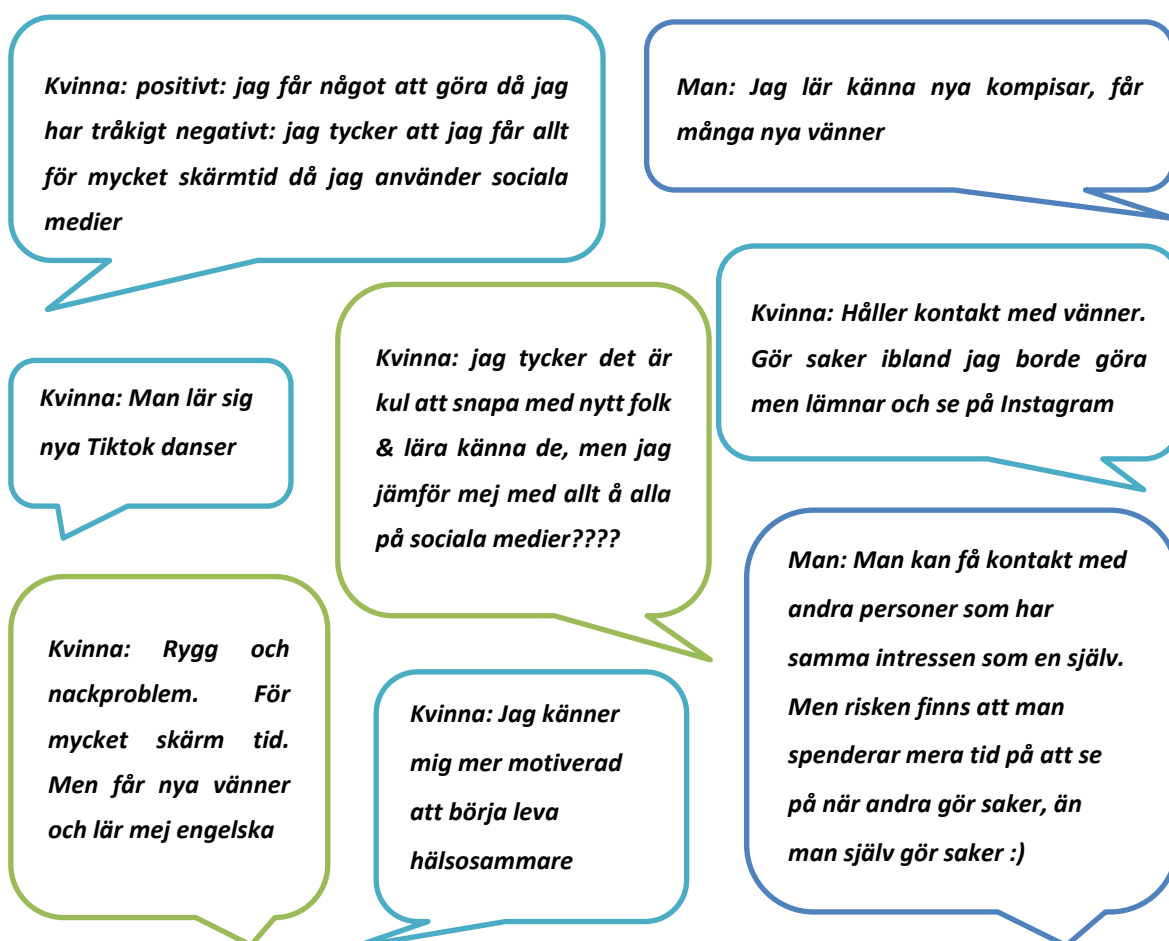 Kvinna: positivt: jag får något att göra då jag
har tråkigt negativt: jag tycker att jag får allt
för mycket skärmtid då jag använder sociala
medier
Man: Jag lär känna nya kompisar, får
många nya vänner
Kvinna: Håller kontakt med vänner.
Gör saker ibland jag borde göra
men lämnar och se på Instagram
Kvinna: Man lär sig
nya Tiktok danser
Kvinna: jag tycker det är
kul att snapa med nytt folk
& lära känna de, men jag
jämför mej med allt å alla
på sociala medier????
Man: Man kan få kontakt med
andra personer som har
samma intressen som en själv.
Men risken finns att man
spenderar mera tid på att se
på när andra gör saker, än
man själv gör saker :)
Kvinna: Rygg och
nackproblem. För
mycket skärm tid.
Men får nya vänner
och lär mej engelska
Kvinna: Jag känner
mig mer motiverad
att börja leva
hälsosammare